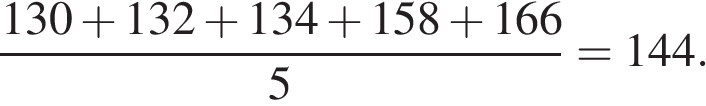 130 + 132 + 134 + 158 + 166
5
= 144.